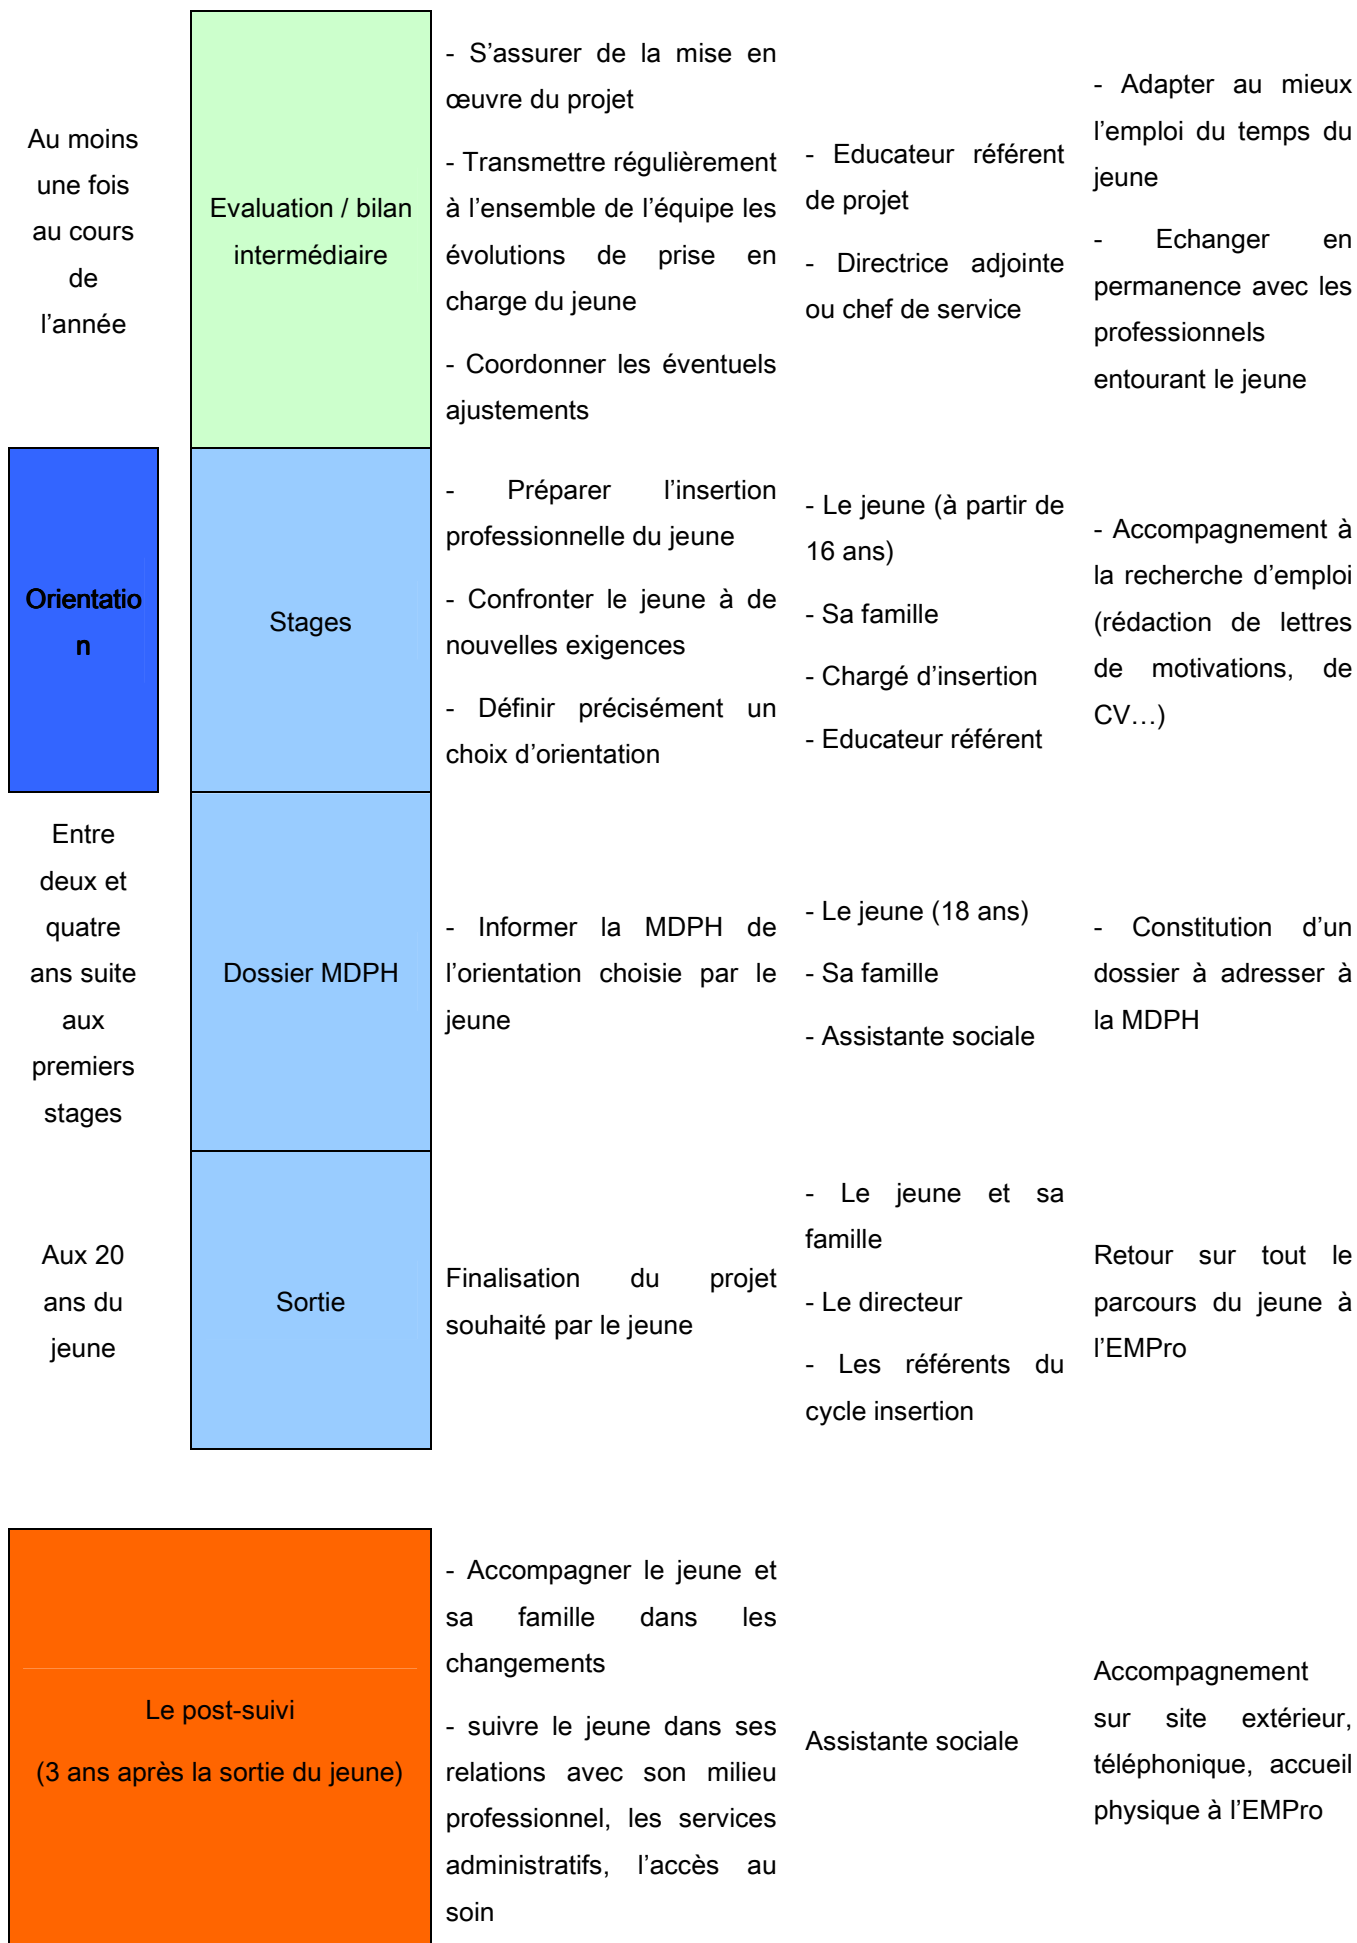 Au moins
une fois
au cours
de
l’année
Evaluation / bilan
intermédiaire
- S’assurer de la mise en
œuvre du projet
- Transmettre régulièrement
à l’ensemble de l’équipe les
évolutions de prise en
charge du jeune
- Coordonner les éventuels
ajustements
- Educateur référent
de projet
- Directrice adjointe
ou chef de service
- Adapter au mieux
l’emploi du temps du
jeune
- Echanger en
permanence avec les
professionnels
entourant le jeune
Orientatio
n
Stages
- Préparer l’insertion
professionnelle du jeune
- Confronter le jeune à de
nouvelles exigences
- Définir précisément un
choix d’orientation
- Le jeune (à partir de
16 ans)
- Sa famille
- Chargé d’insertion
- Educateur référent
- Accompagnement à
la recherche d’emploi
(rédaction de lettres
de motivations, de
CV…)
Entre
deux et
quatre
ans suite
aux
premiers
stages
Dossier MDPH
- Informer la MDPH de
l’orientation choisie par le
jeune
- Le jeune (18 ans)
- Sa famille
- Assistante sociale
- Constitution d’un
dossier à adresser à
la MDPH
Aux 20
ans du
jeune
Sortie
Finalisation du projet
souhaité par le jeune
- Le jeune et sa
famille
- Le directeur
- Les référents du
cycle insertion
Retour sur tout le
parcours du jeune à
l’EMPro
Le post-suivi
(3 ans après la sortie du jeune)
- Accompagner le jeune et
sa famille dans les
changements
- suivre le jeune dans ses
relations avec son milieu
professionnel, les services
administratifs, l’accès au
soin
Assistante sociale
Accompagnement
sur site extérieur,
téléphonique, accueil
physique à l’EMPro